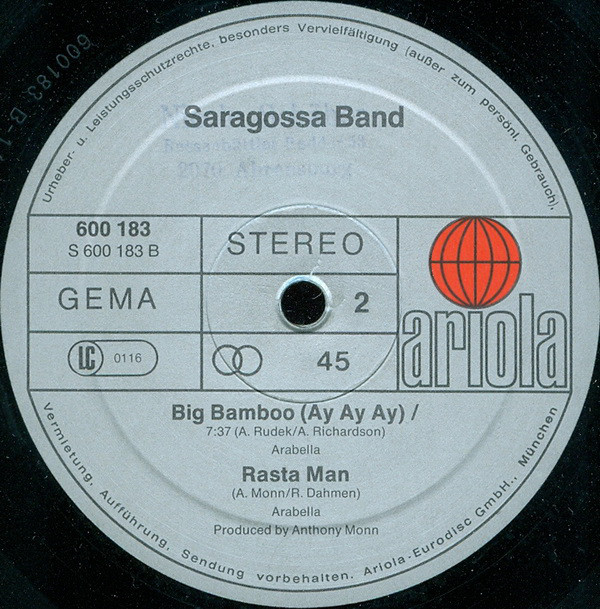 Urheber- u. Leistungsschutzrechte, besonders Vervielfältigung (außer zum persönl. Gebrauch),
Saragossa Band
600 183
S 600 183 B
STEREO
GEMA
2
LC 0116
45
ariola
Big Bamboo (Ay Ay Ay) /
7:37 (A. Rudek/A. Richardson)
Arabella
Rasta Man
(A. Monn/R. Dahmen)
Arabella
Produced by Anthony Monn
Vermietung, Aufführung, Sendung vorbehalten. Ariola-Eurodisc GmbH., München